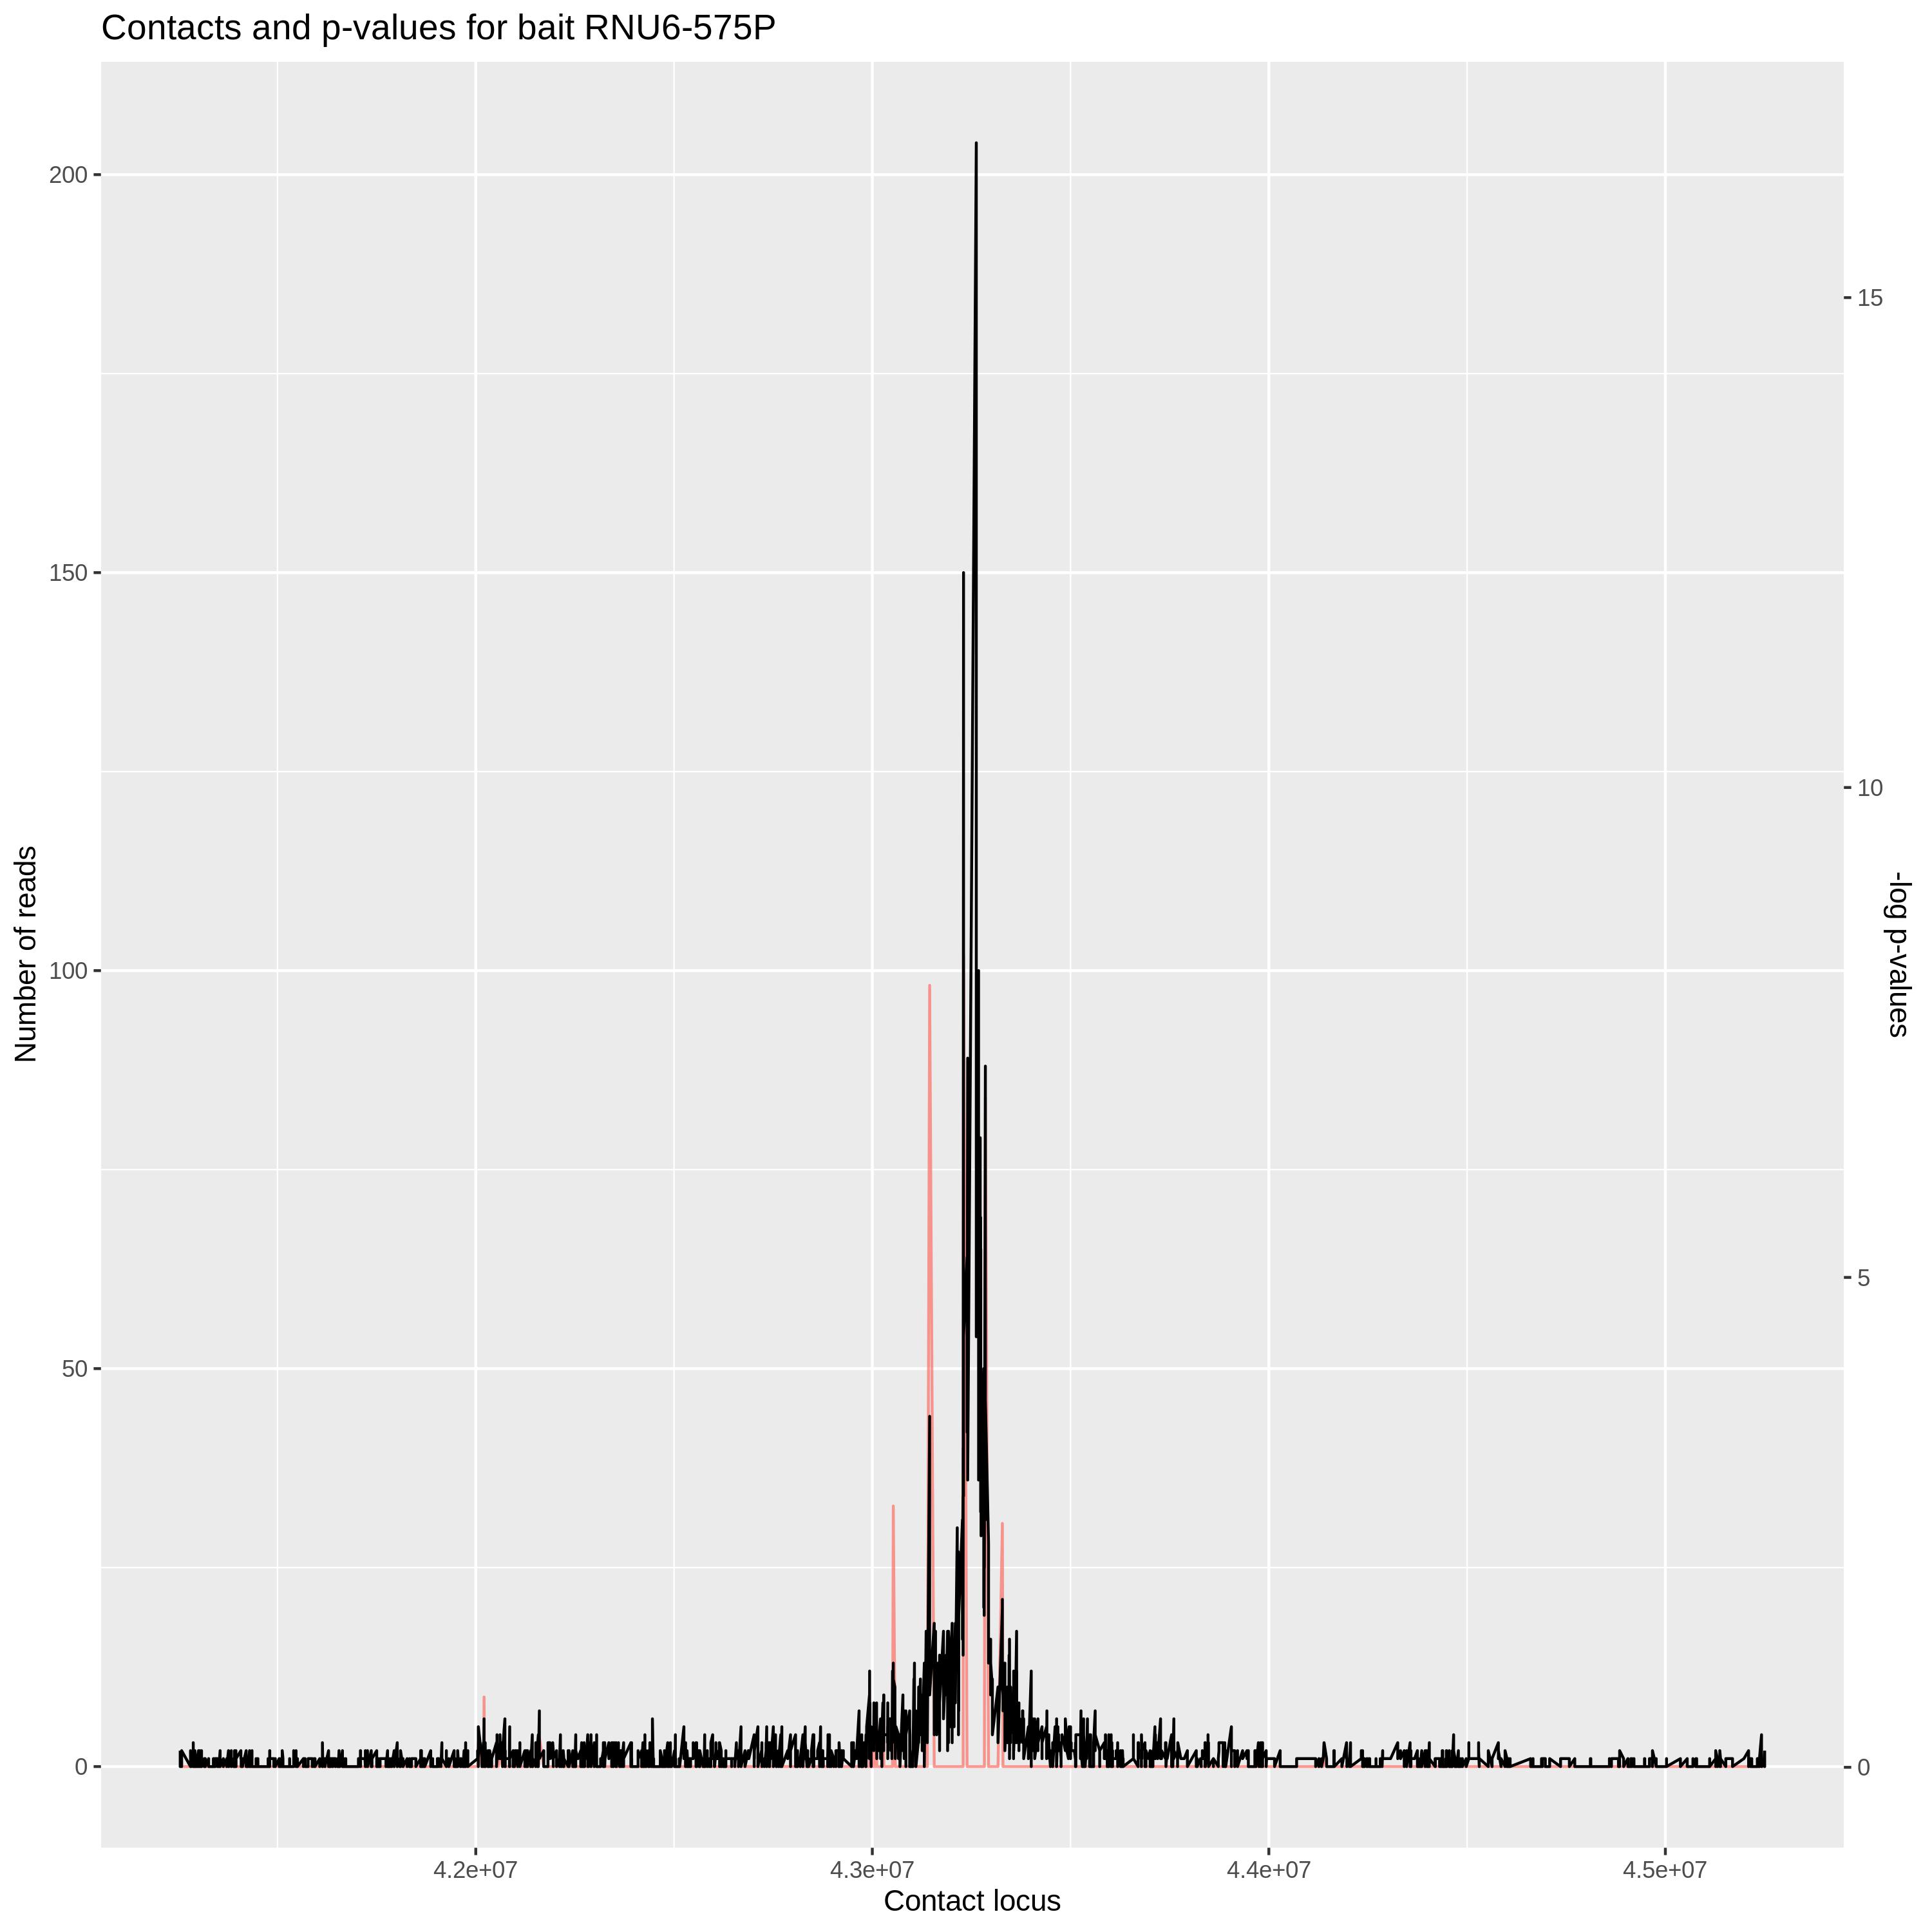 Contacts and p-values for bait RNU6-575P
200
150
100
50
0
Number of reads
15
10
5
0
-log p-values
4.2e+07
4.3e+07
4.4e+07
4.5e+07
Contact locus